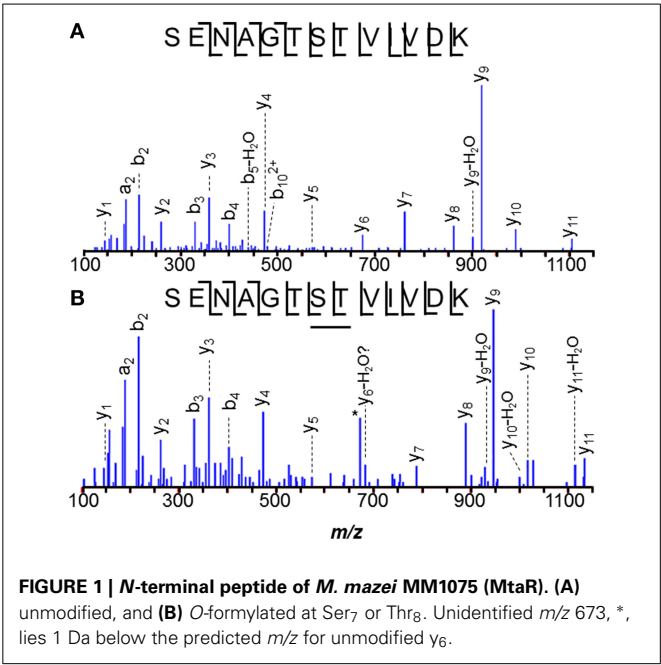 A
SENAGTSTVIVDK
y1
a2
b2
y2
b3
y3
b4
b5-H2O
y4
b10 2+
y5
y6
y7
y8
y9-H2O
y9
y10
y11
100 300 500 700 900 1100
B
SENAGTSTVIVDK
y1
a2
b2
y2
b3
y3
b4
y4
y5
*
y6-H2O?
y7
y8
y9-H2O
y9
y10-H2O
y10
y11-H2O
y11
100 300 500 700 900 1100
m/z
FIGURE 1 | N-terminal peptide of M. mazei MM1075 (MtaR). (A)
unmodified, and (B) O-formylated at Ser7 or Thr8. Unidentified m/z 673, *,
lies 1 Da below the predicted m/z for unmodified y6.